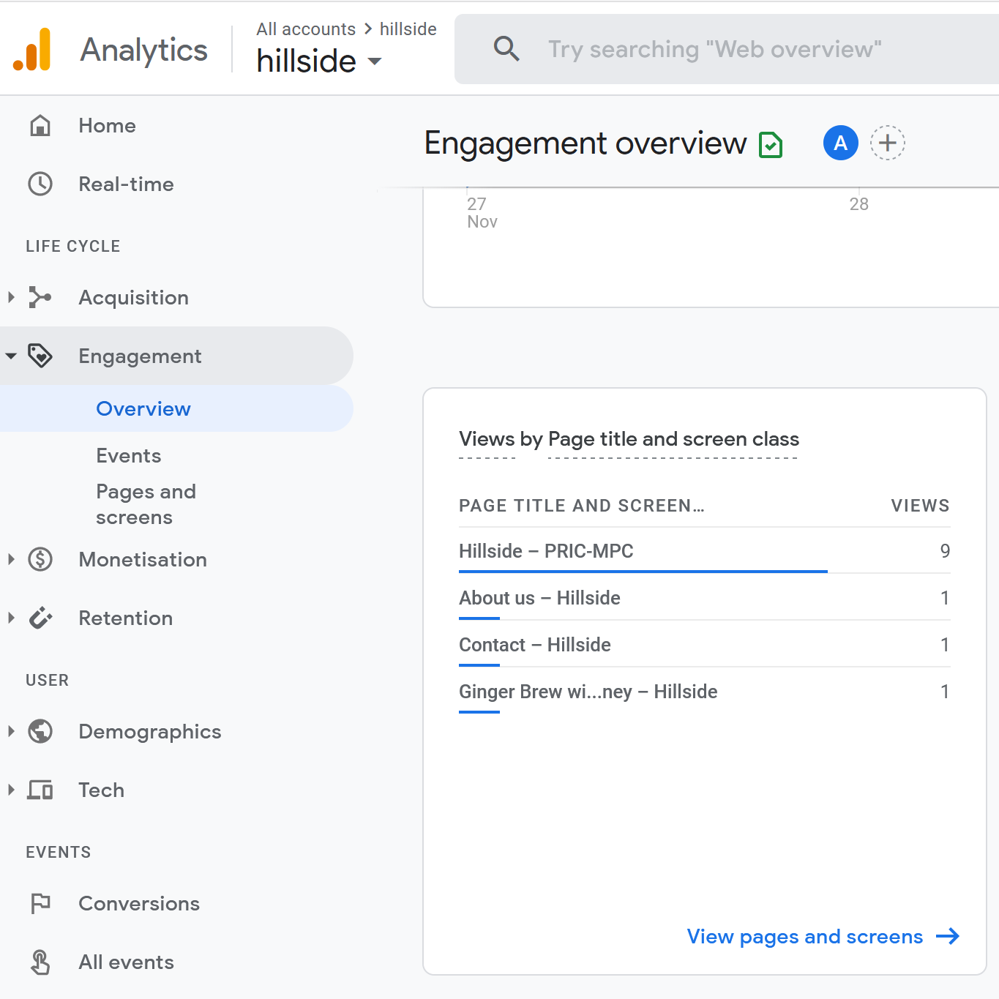 Analytics
All accounts > hillside
hillside
Try searching "Web overview"
Home
Real-time
LIFE CYCLE
Acquisition
Engagement
Overview
Events
Pages and
screens
Monetisation
Retention
USER
Demographics
Tech
EVENTS
Conversions
All events
Engagement overview
A
27
Nov
28
Views by Page title and screen class
PAGE TITLE AND SCREEN… VIEWS
Hillside – PRIC-MPC 9
About us – Hillside 1
Contact – Hillside 1
Ginger Brew wi...ney – Hillside 1
View pages and screens